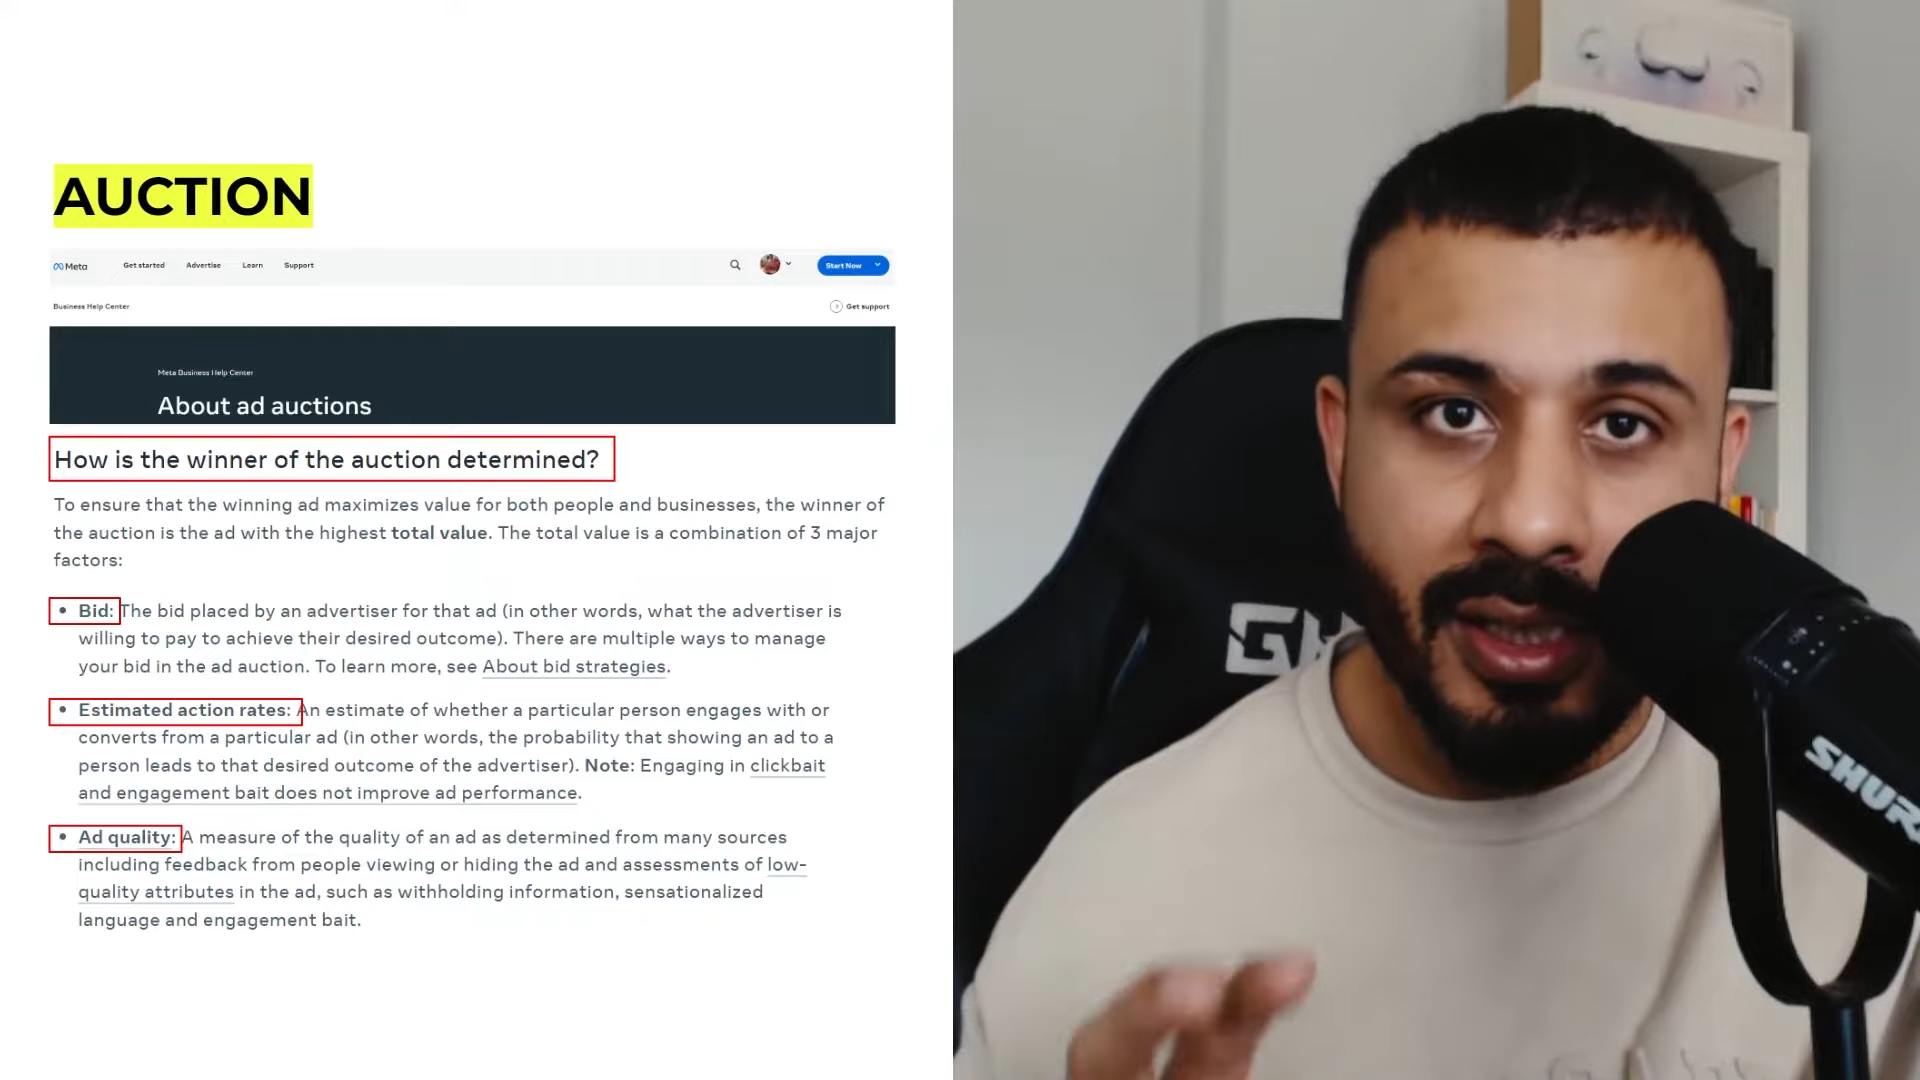 AUCTION
Meta Get started Advertise Learn Support Start Now
Business Help Center Get support
Meta Business Help Center
About ad auctions
How is the winner of the auction determined?
To ensure that the winning ad maximizes value for both people and businesses, the winner of
the auction is the ad with the highest total value. The total value is a combination of 3 major
factors:
• Bid: The bid placed by an advertiser for that ad (in other words, what the advertiser is
willing to pay to achieve their desired outcome). There are multiple ways to manage
your bid in the ad auction. To learn more, see About bid strategies.
• Estimated action rates: An estimate of whether a particular person engages with or
converts from a particular ad (in other words, the probability that showing an ad to a
person leads to that desired outcome of the advertiser). Note: Engaging in clickbait
and engagement bait does not improve ad performance.
• Ad quality: A measure of the quality of an ad as determined from many sources
including feedback from people viewing or hiding the ad and assessments of low-
quality attributes in the ad, such as withholding information, sensationalized
language and engagement bait.
SHUR